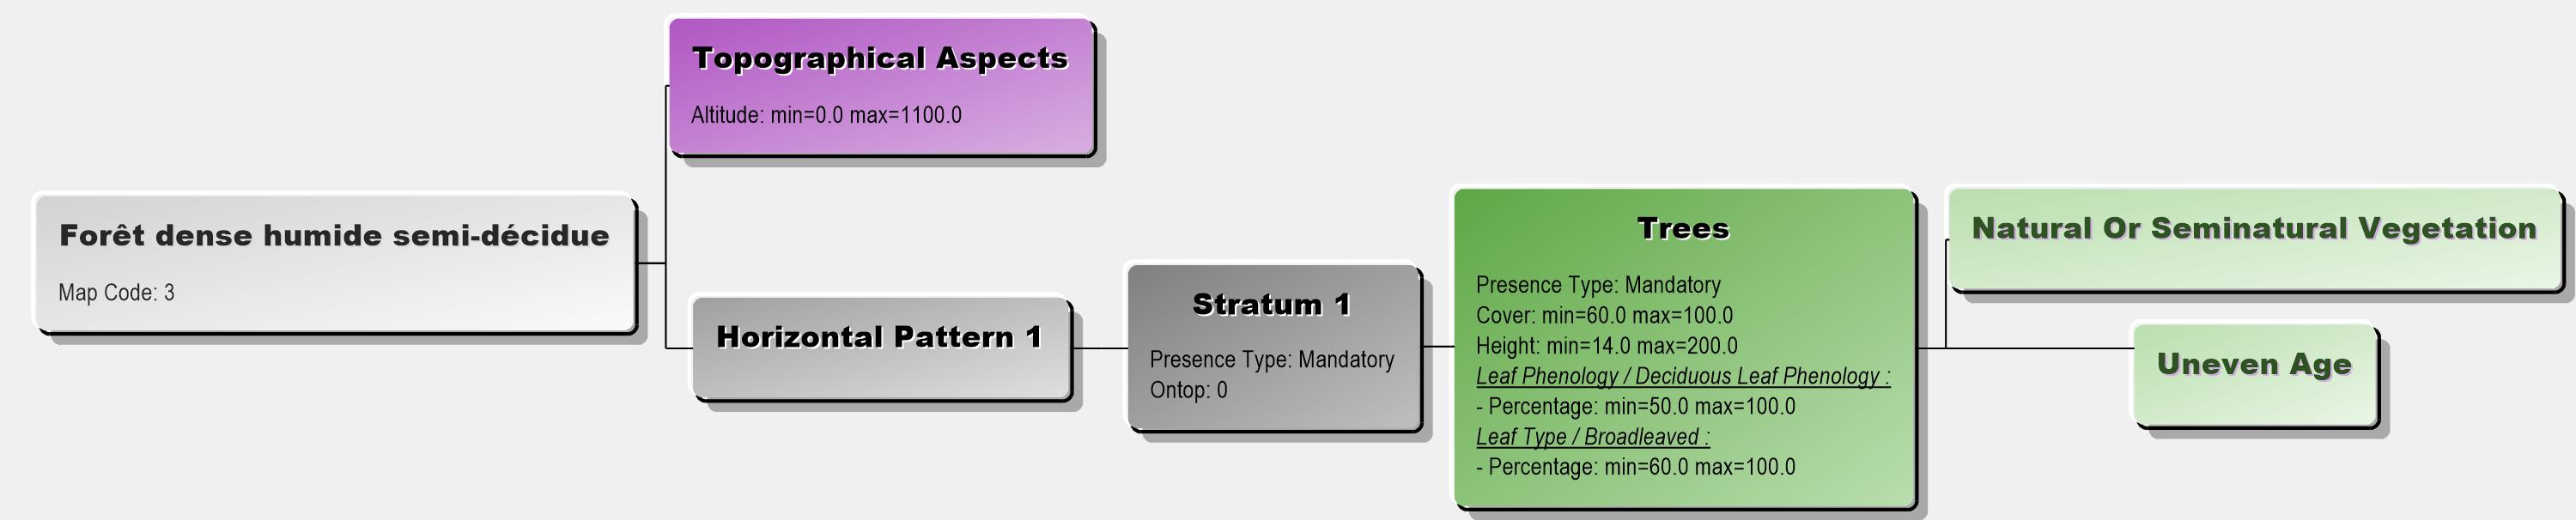 Topographical Aspects
Altitude: min=0.0 max=1100.0
Forêt dense humide semi-décidue
Map Code: 3
Horizontal Pattern 1
Stratum 1
Presence Type: Mandatory
Ontop: 0
Trees
Presence Type: Mandatory
Cover: min=60.0 max=100.0
Height: min=14.0 max=200.0
Leaf Phenology / Deciduous Leaf Phenology :
- Percentage: min=50.0 max=100.0
Leaf Type / Broadleaved :
- Percentage: min=60.0 max=100.0
Natural Or Seminatural Vegetation
Uneven Age